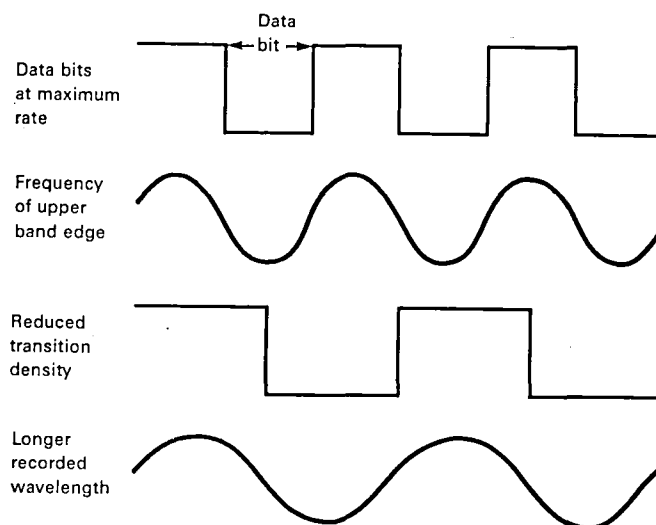 Data
bit
Data bits
at maximum
rate
Frequency
of upper
band edge
Reduced
transition
density
Longer
recorded
wavelength